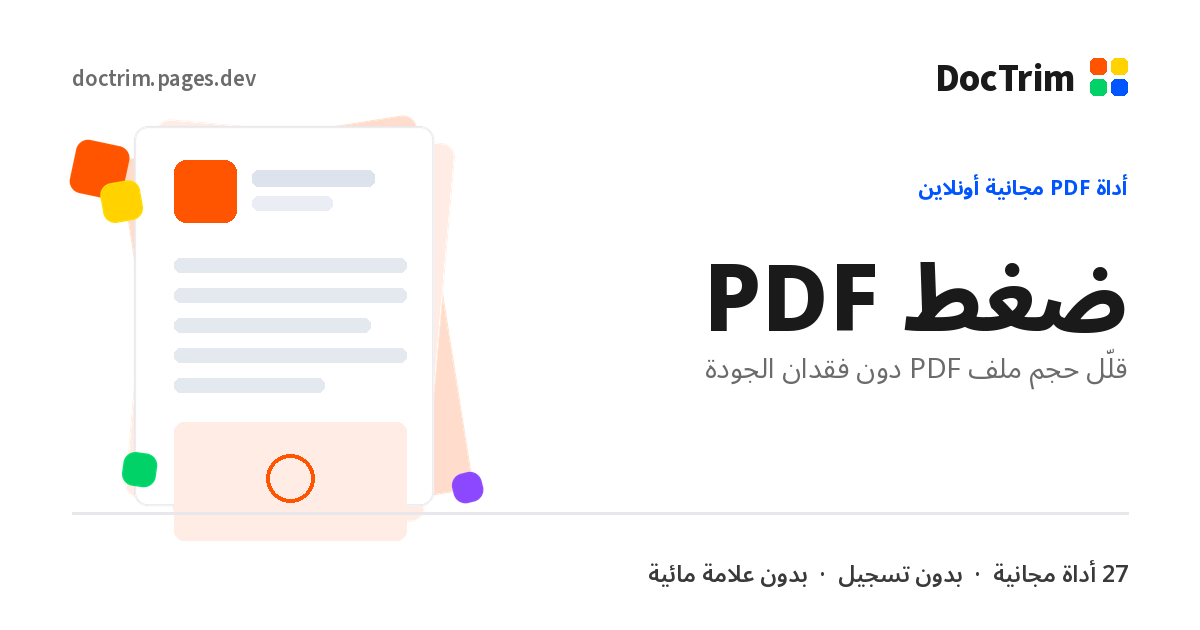 DocTrim
doctrim.pages.dev
أداة PDF مجانية أونلاين
ضغط PDF
قلّل حجم ملف PDF دون فقدان الجودة
27 أداة مجانية · بدون تسجيل · بدون علامة مائية